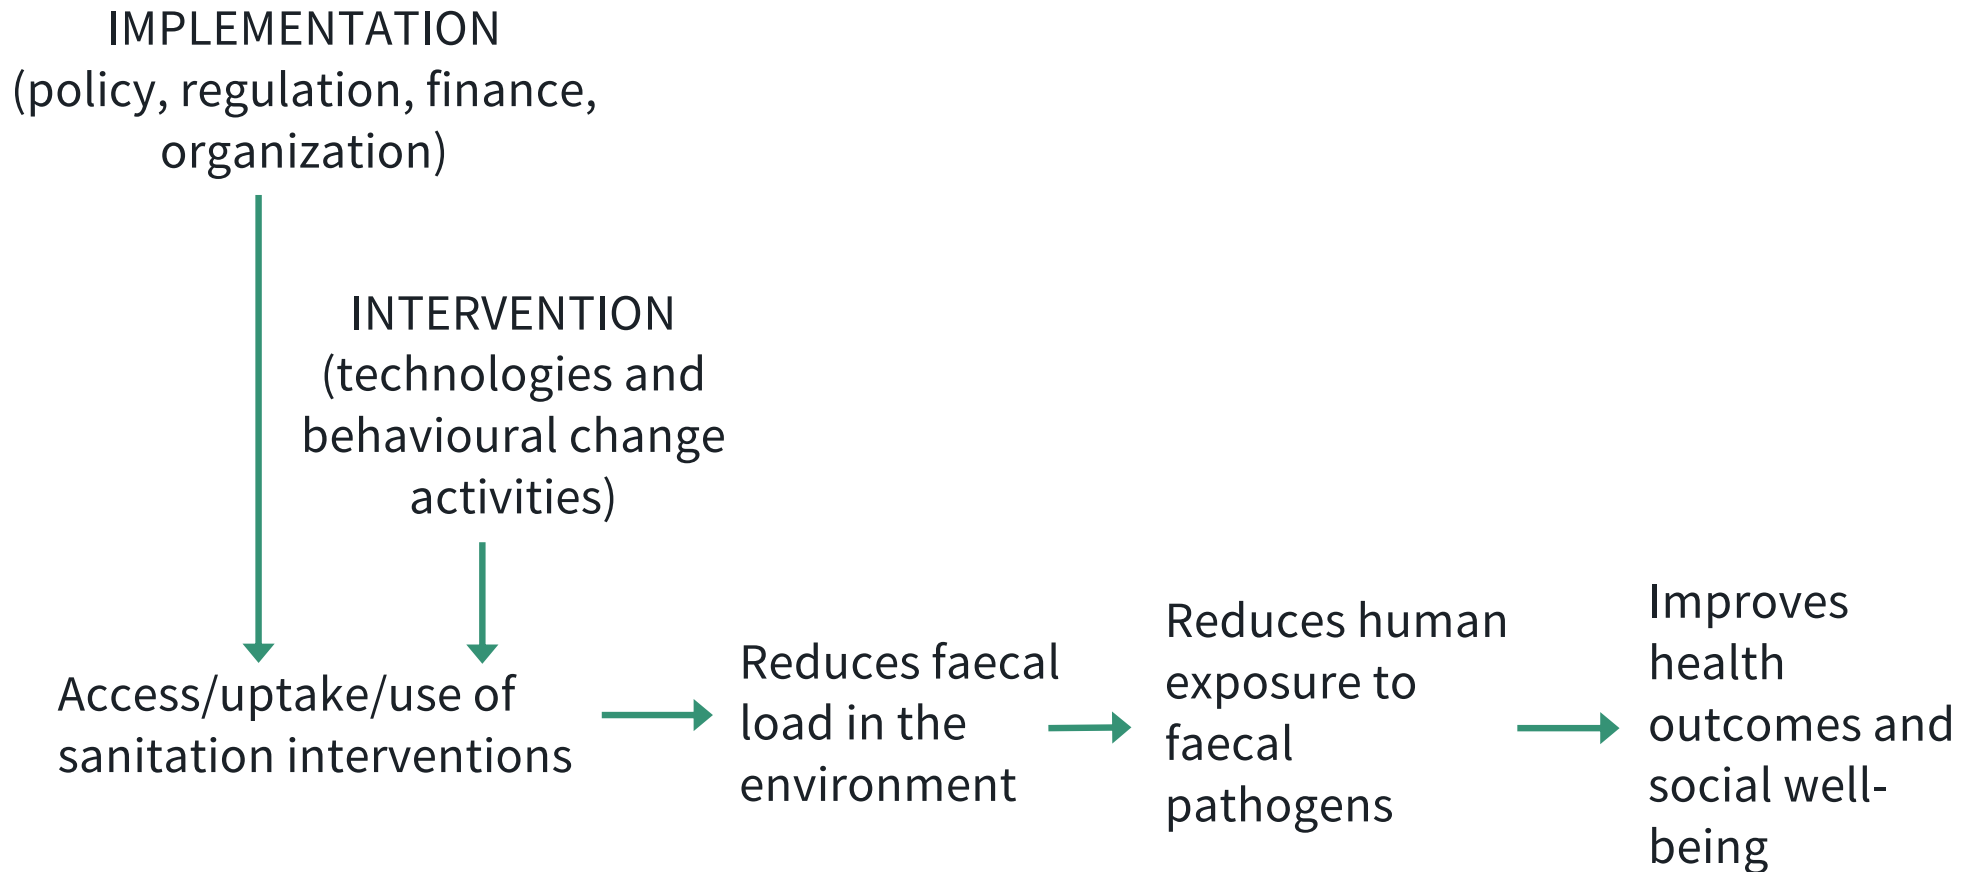 IMPLEMENTATION
(policy, regulation, finance,
organization)
INTERVENTION
(technologies and
behavioural change
activities)
Access/uptake/use of
sanitation interventions
Reduces faecal
load in the
environment
Reduces human
exposure to
faecal
pathogens
Improves
health
outcomes and
social well-
being